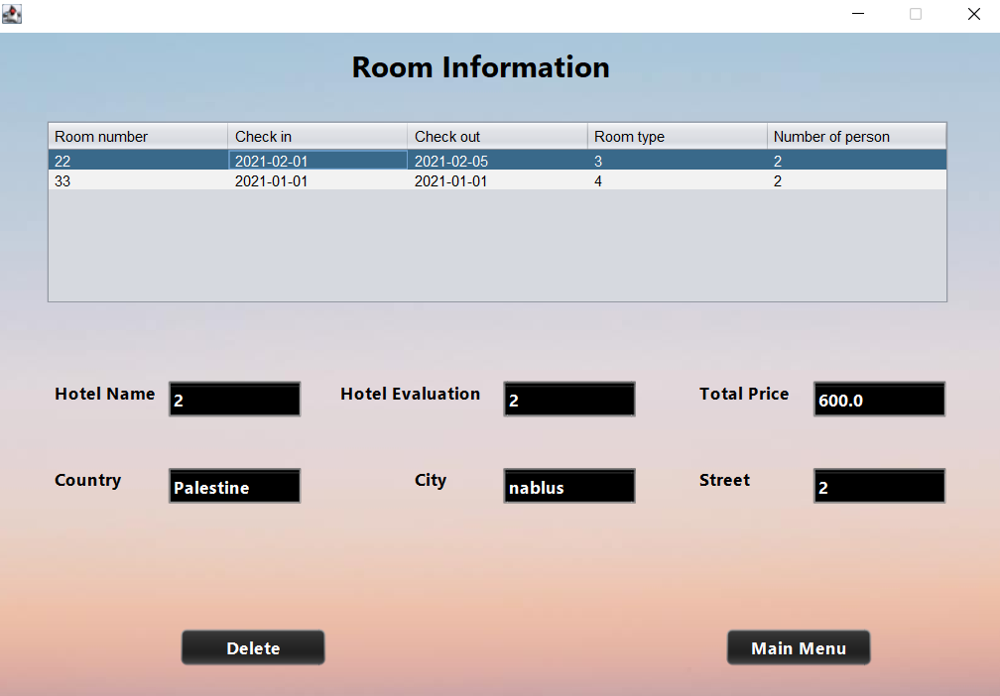 Room Information
Room number Check in Check out Room type Number of person
22 2021-02-01 2021-02-05 3 2
33 2021-01-01 2021-01-01 4 2
Hotel Name 2 Hotel Evaluation 2 Total Price 600.0
Country Palestine City nablus Street 2
Delete Main Menu